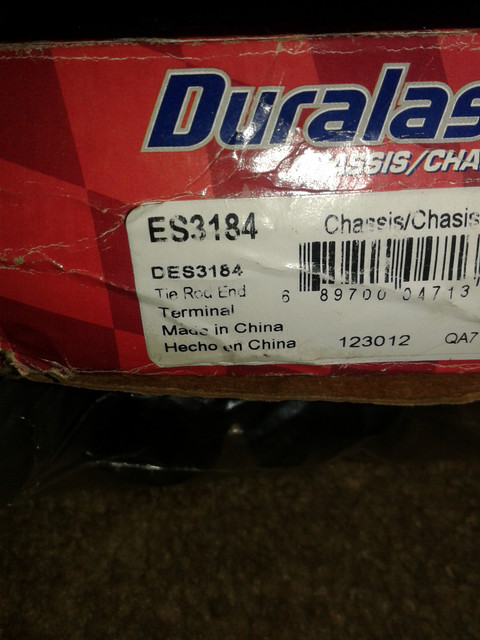 Duralas
ASSIS/CHA
ES3184
Chassis/Chasis
DES3184
Tie Rod End
6 89700 04713
Terminal
Made in China
Hecho en China
123012
QA7